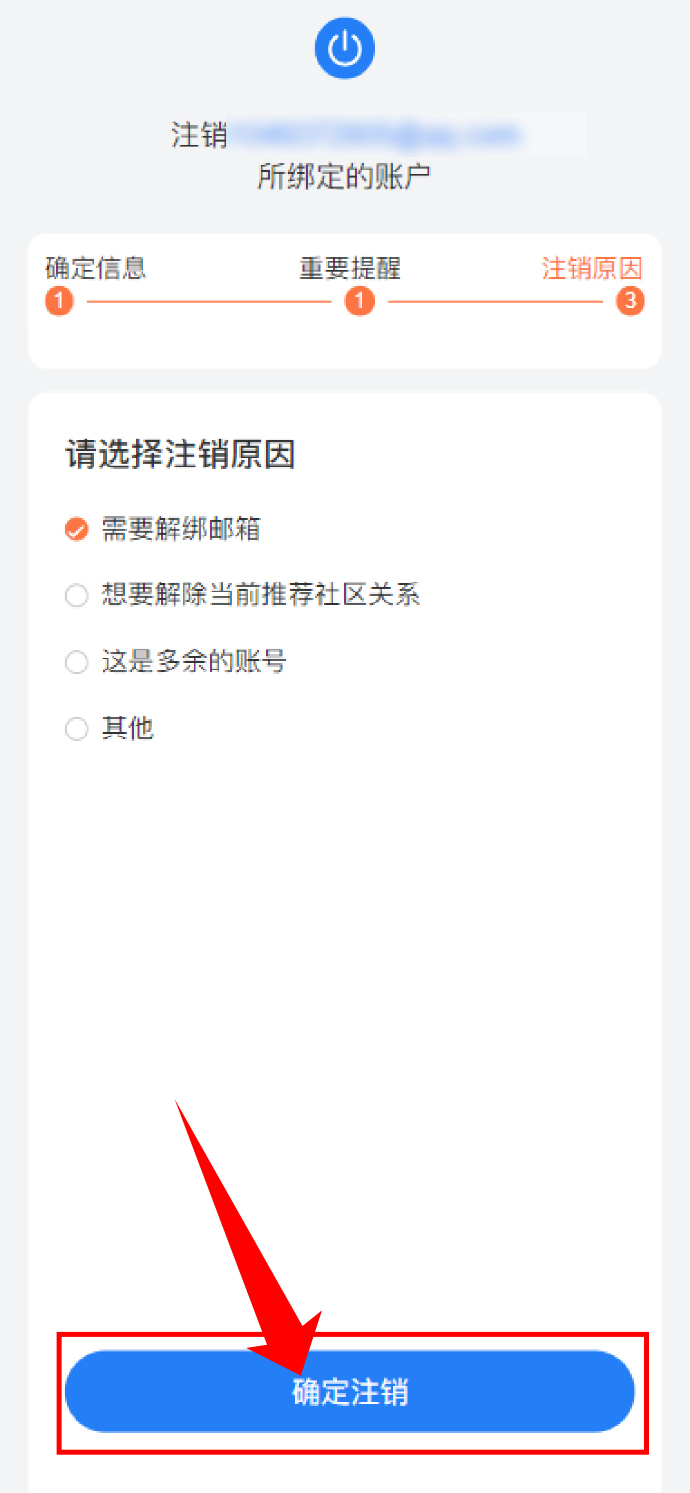 注销
所绑定的账户
确定信息 重要提醒 注销原因
1 1 3
请选择注销原因
需要解绑邮箱
想要解除当前推荐社区关系
这是多余的账号
其他
确定注销